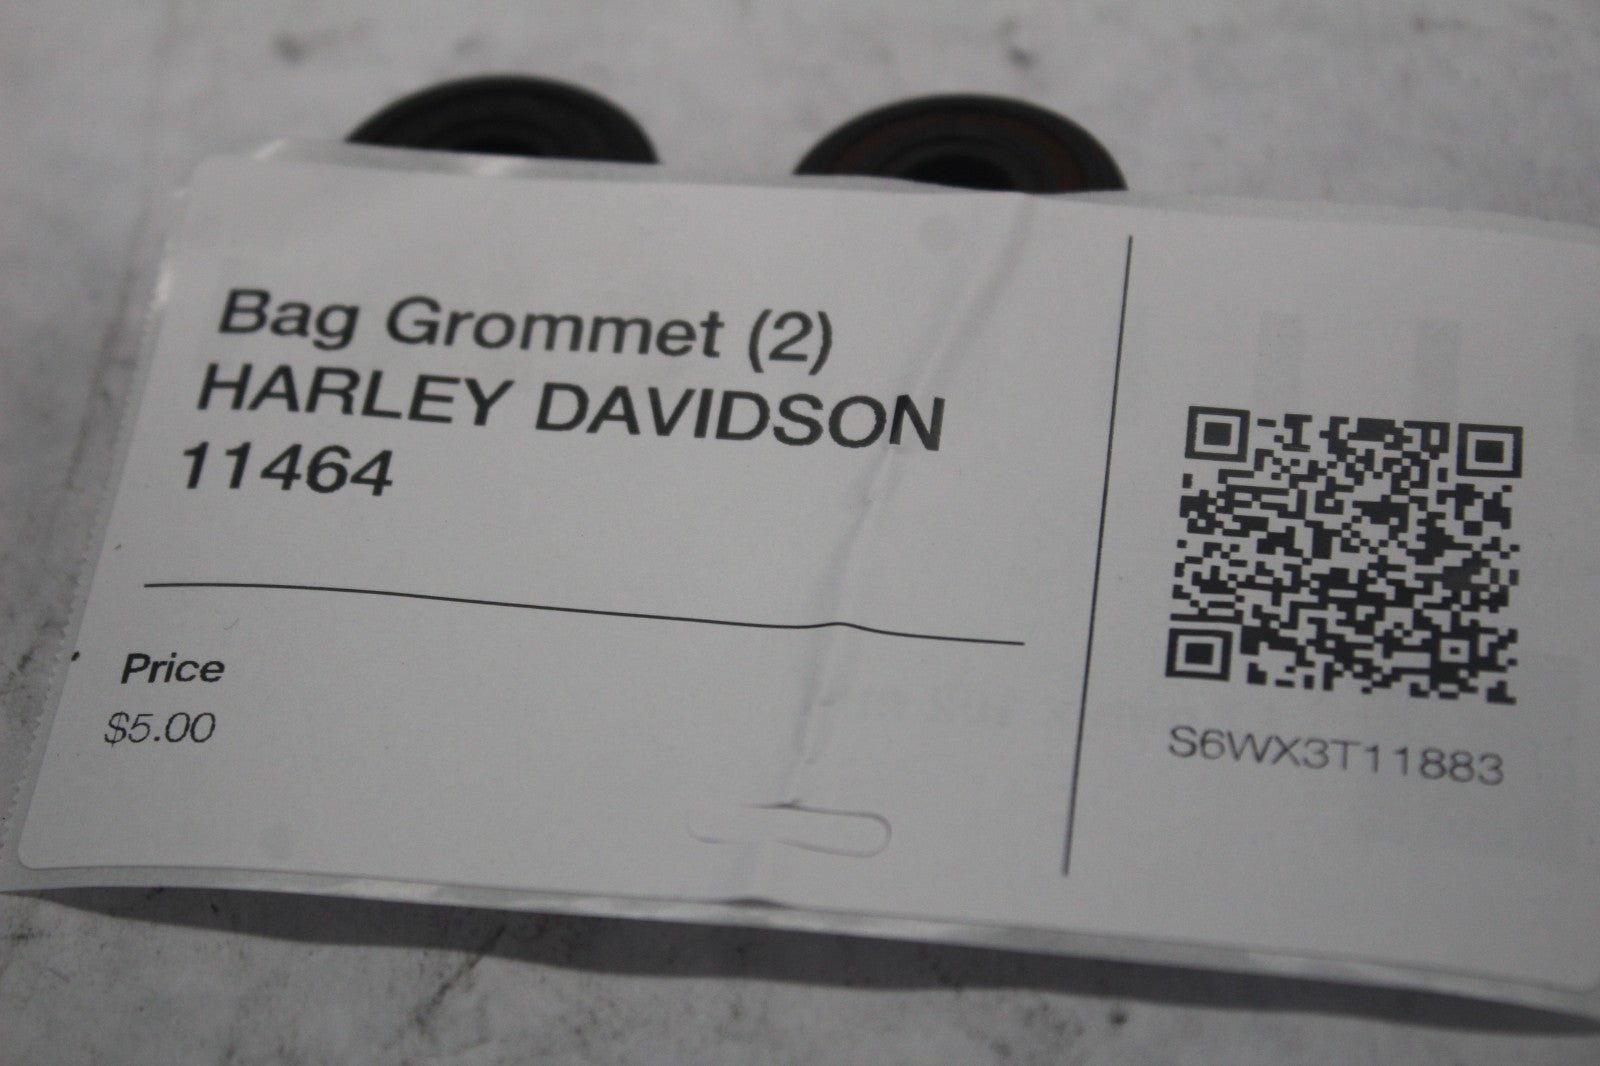 Bag Grommet (2)
HARLEY DAVIDSON
11464
Price
$5.00
S6WX3T11883